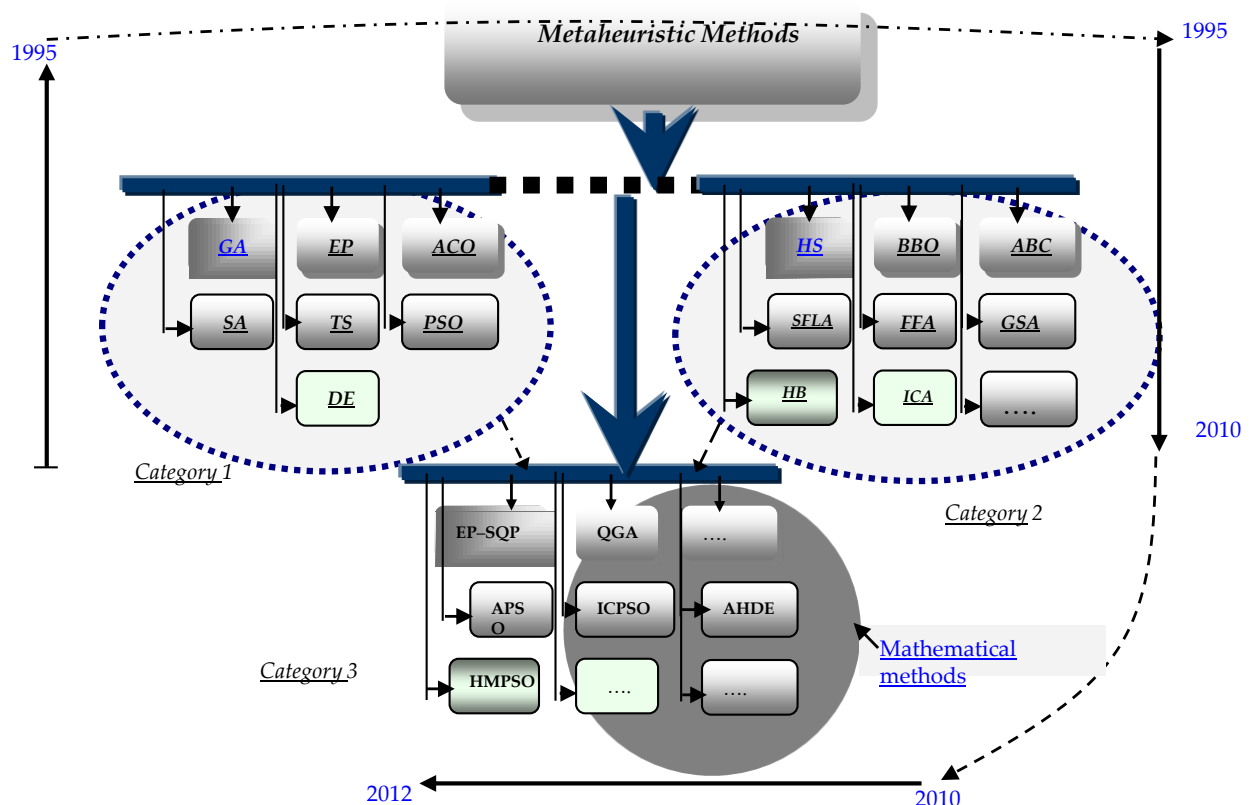 Metaheuristic Methods
1995
1995
GA
EP
ACO
SA
TS
PSO
DE
Category 1
HS
BBO
ABC
SFLA
FFA
GSA
HB
ICA
....
2010
Category 2
EP–SQP
QGA
....
APS
O
ICPSO
AHDE
HMPSO
....
....
Category 3
Mathematical
methods
2012
2010